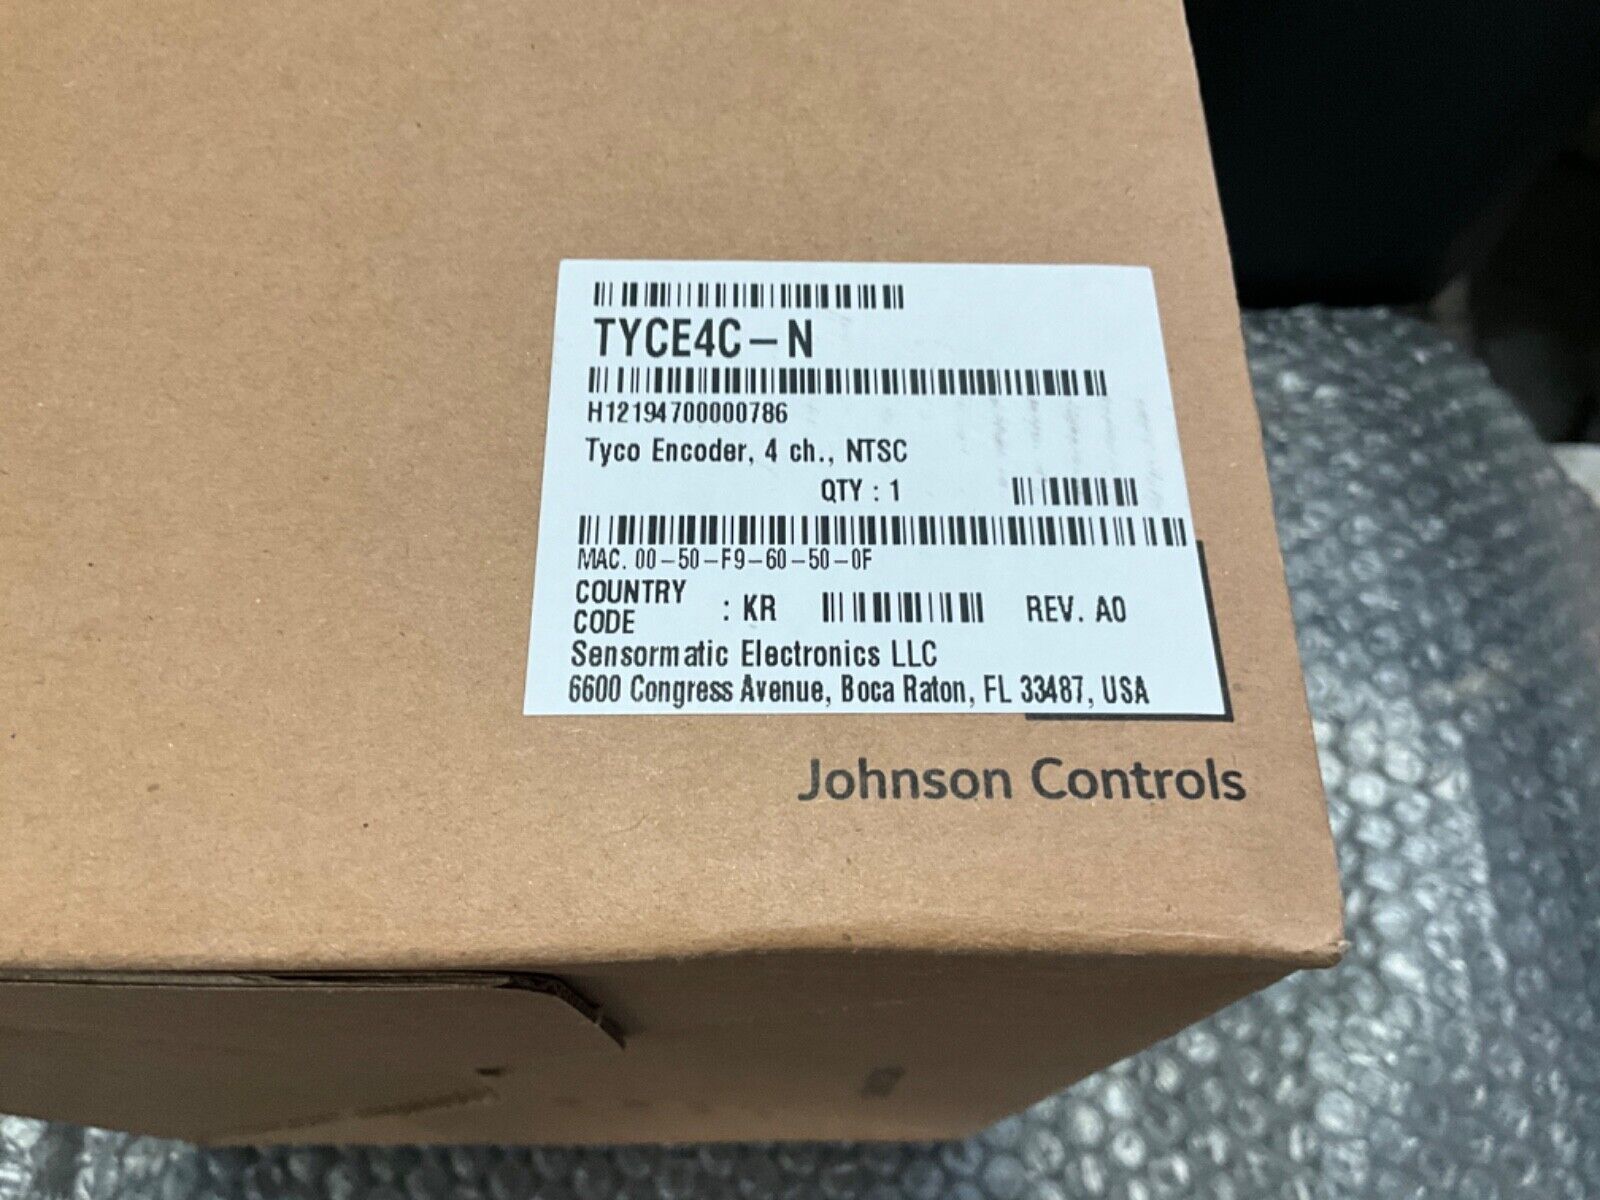 TYCE4C-N
H12194700000786
Tyco Encoder, 4 ch., NTSC
QTY : 1
MAC. 00-50-F9-60-50-0F
COUNTRY CODE : KR REV. A0
Sensormatic Electronics LLC
6600 Congress Avenue, Boca Raton, FL 33487, USA
Johnson Controls